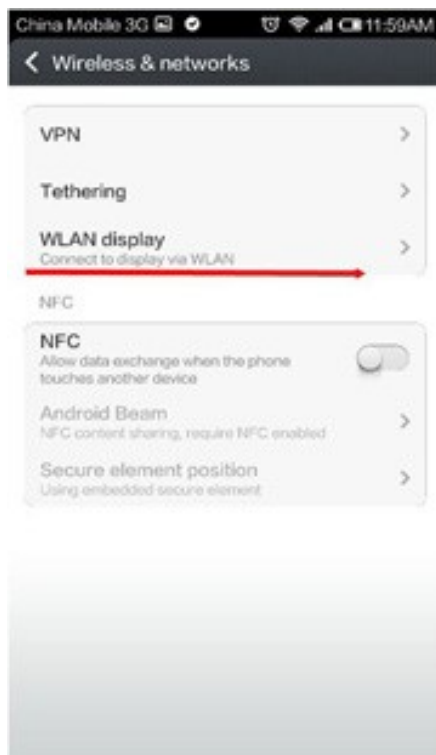 China Mobile 3G 11:59AM
Wireless & networks
VPN
Tethering
WLAN display
Connect to display via WLAN
NFC
NFC
Allow data exchange when the phone
touches another device
Android Beam
NFC content sharing, require NFC enabled
Secure element position
Using embedded secure element